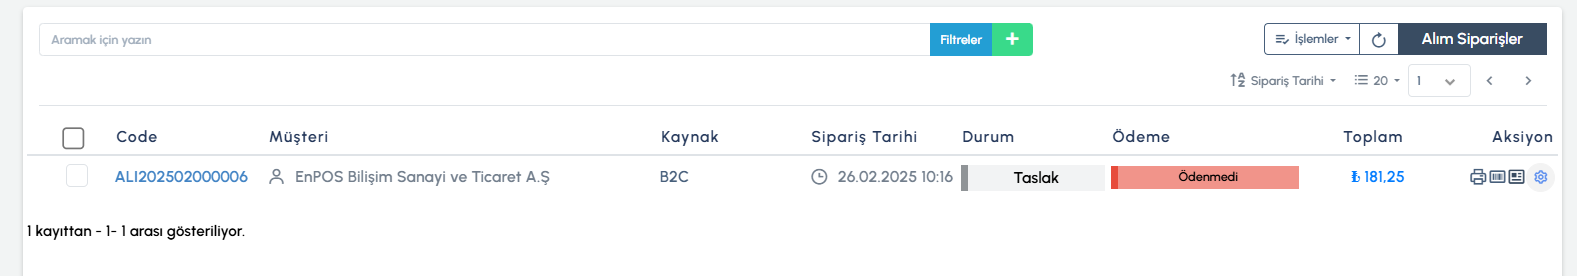 Aramak için yazın Filtreler + İşlemler Alım Siparişler
Sipariş Tarihi 20 1
Code Müşteri Kaynak Sipariş Tarihi Durum Ödeme Toplam Aksiyon
ALI202502000006 EnPOS Bilişim Sanayi ve Ticaret A.Ş B2C 26.02.2025 10:16 Taslak Ödenmedi ₺ 181,25
1 kayıttan - 1- 1 arası gösteriliyor.